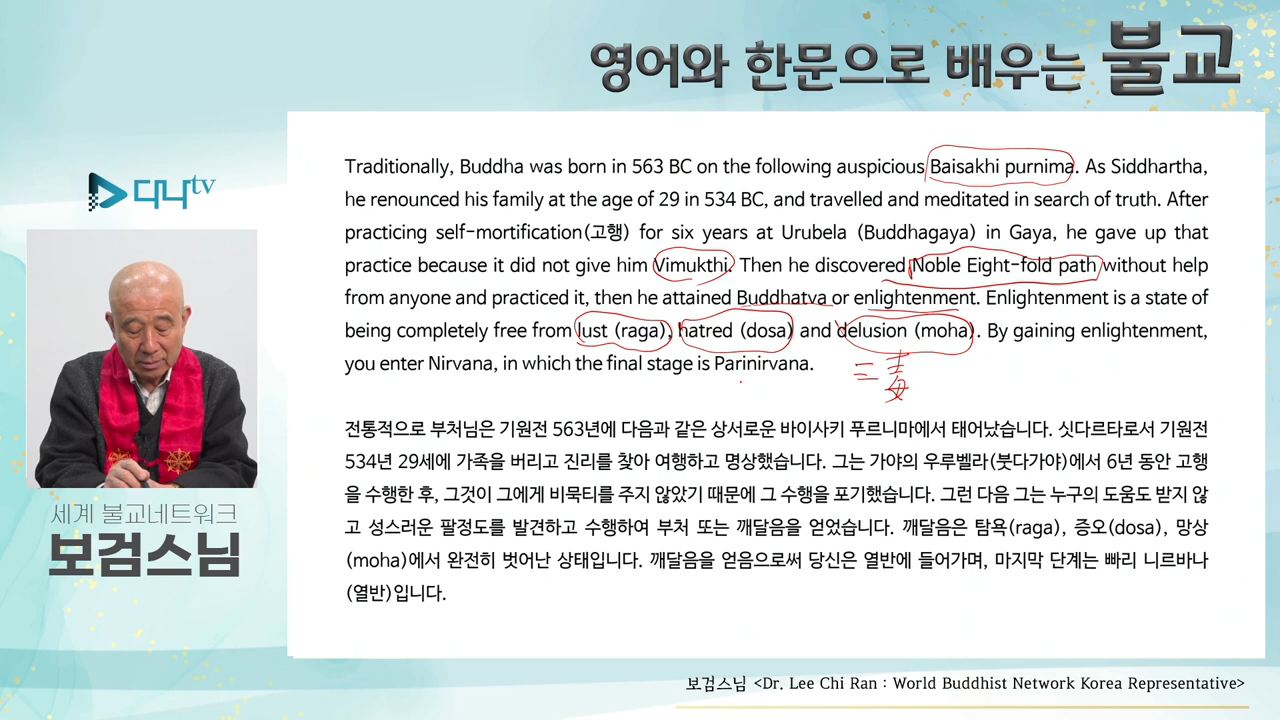 영어와 한문으로 배우는 불교
디나tv
Traditionally, Buddha was born in 563 BC on the following auspicious Baisakhi purnima. As Siddhartha,
he renounced his family at the age of 29 in 534 BC, and travelled and meditated in search of truth. After
practicing self-mortification(고행) for six years at Urubela (Buddhagaya) in Gaya, he gave up that
practice because it did not give him Vimukthi. Then he discovered Noble Eight-fold path without help
from anyone and practiced it, then he attained Buddhatva or enlightenment. Enlightenment is a state of
being completely free from lust (raga), hatred (dosa) and delusion (moha). By gaining enlightenment,
you enter Nirvana, in which the final stage is Parinirvana.
三毒
전통적으로 부처님은 기원전 563년에 다음과 같은 상서로운 바이사키 푸르니마에서 태어났습니다. 싯다르타로서 기원전
534년 29세에 가족을 버리고 진리를 찾아 여행하고 명상했습니다. 그는 가야의 우루벨라(붓다가야)에서 6년 동안 고행
을 수행한 후, 그것이 그에게 비묵티를 주지 않았기 때문에 그 수행을 포기했습니다. 그런 다음 그는 누구의 도움도 받지 않
고 성스러운 팔정도를 발견하고 수행하여 부처 또는 깨달음을 얻었습니다. 깨달음은 탐욕(raga), 증오(dosa), 망상
(moha)에서 완전히 벗어난 상태입니다. 깨달음을 얻음으로써 당신은 열반에 들어가며, 마지막 단계는 빠리 니르바나
(열반)입니다.
세계 불교네트워크
보검스님
보검스님 <Dr. Lee Chi Ran : World Buddhist Network Korea Representative>